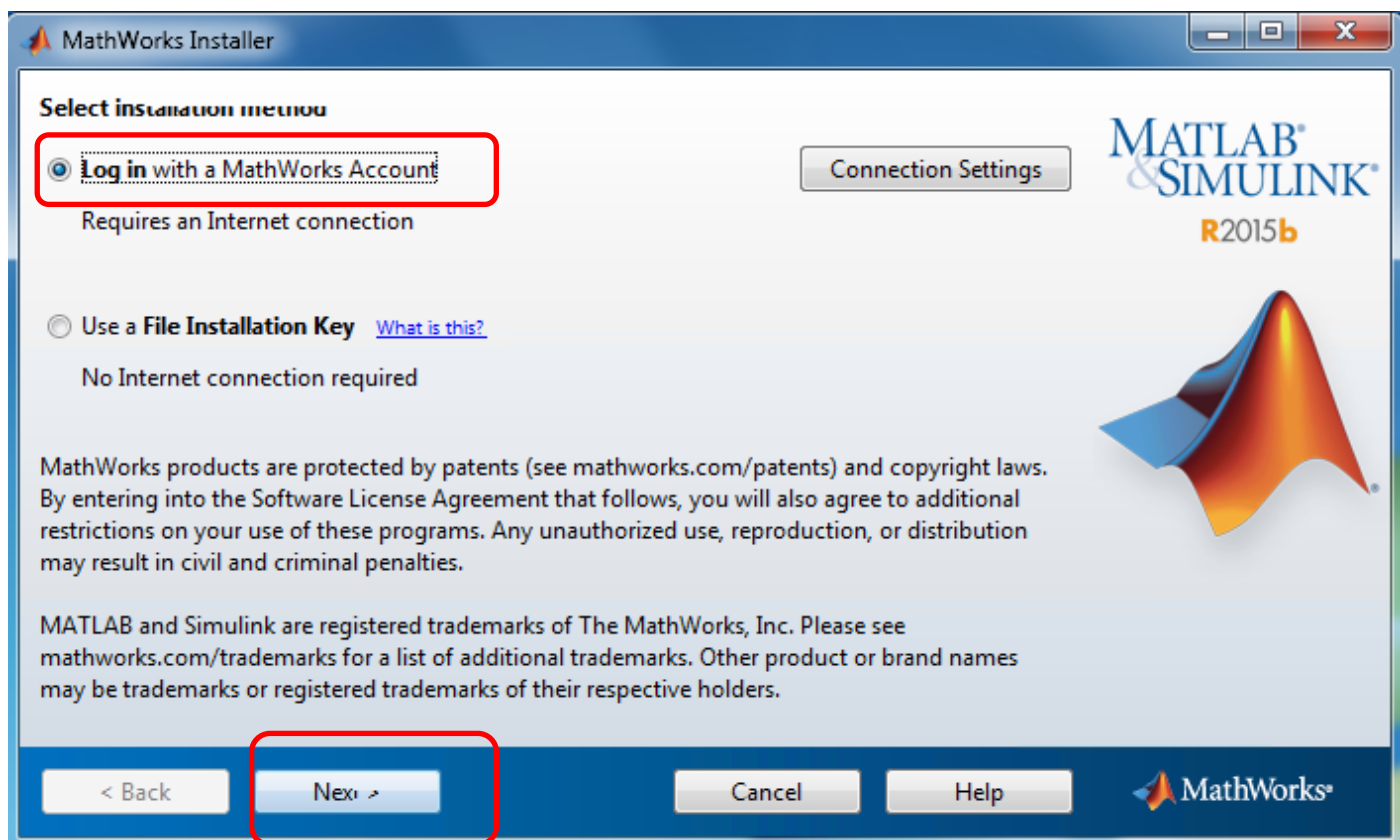 MathWorks Installer
Select installation method
Log in with a MathWorks Account
Connection Settings
MATLAB®
&SIMULINK®
R2015b
Requires an Internet connection
Use a File Installation Key What is this?
No Internet connection required
MathWorks products are protected by patents (see mathworks.com/patents) and copyright laws.
By entering into the Software License Agreement that follows, you will also agree to additional
restrictions on your use of these programs. Any unauthorized use, reproduction, or distribution
may result in civil and criminal penalties.
MATLAB and Simulink are registered trademarks of The MathWorks, Inc. Please see
mathworks.com/trademarks for a list of additional trademarks. Other product or brand names
may be trademarks or registered trademarks of their respective holders.
< Back Next > Cancel Help MathWorks®